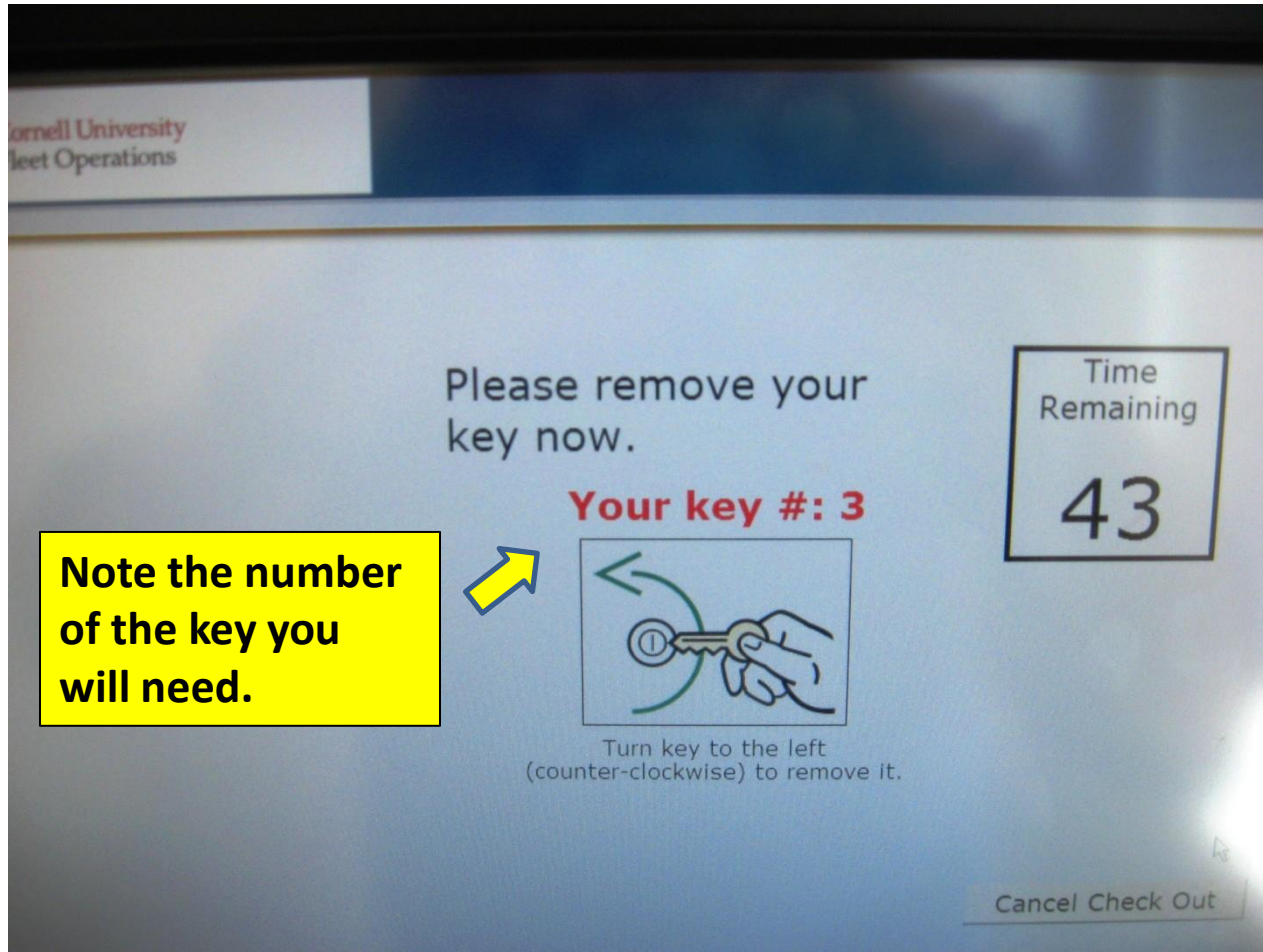 ornell University
leet Operations
Please remove your
key now.
Time
Remaining
43
Your key #: 3
Note the number
of the key you
will need.
Turn key to the left
(counter-clockwise) to remove it.
Cancel Check Out